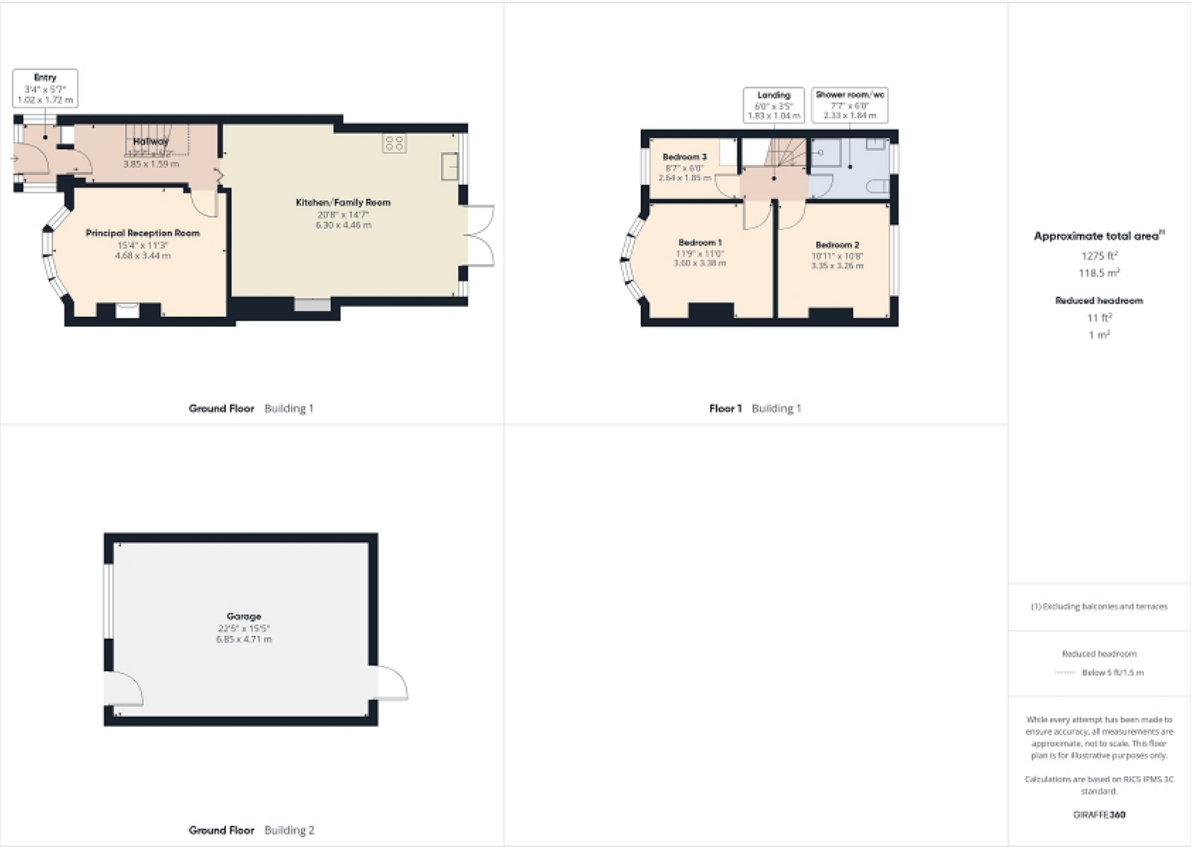 Entry
3'4" x 5'7"
1.02 x 1.72 m
Hallway
3.85 x 1.59 m
Kitchen/Family Room
20'8" x 14'7"
6.30 x 4.46 m
Principal Reception Room
15'4" x 11'3"
4.68 x 3.44 m
Ground Floor Building 1
Landing
6'0" x 3'5"
1.83 x 1.04 m
Shower room/wc
7'7" x 6'0"
2.33 x 1.84 m
Bedroom 3
8'7" x 6'0"
2.64 x 1.85 m
Bedroom 1
11'9" x 11'0"
3.60 x 3.38 m
Bedroom 2
10'11" x 10'8"
3.35 x 3.26 m
Floor 1 Building 1
Garage
22'5" x 15'5"
6.85 x 4.71 m
Ground Floor Building 2
Approximate total area⁽¹⁾
1275 ft²
118.5 m²
Reduced headroom
11 ft²
1 m²
(1) Excluding balconies and terraces
Reduced headroom
Below 5 ft/1.5 m
While every attempt has been made to
ensure accuracy, all measurements are
approximate, not to scale. This floor
plan is for illustrative purposes only.
Calculations are based on RICS IPMS 3C
standard.
GIRAFFE360